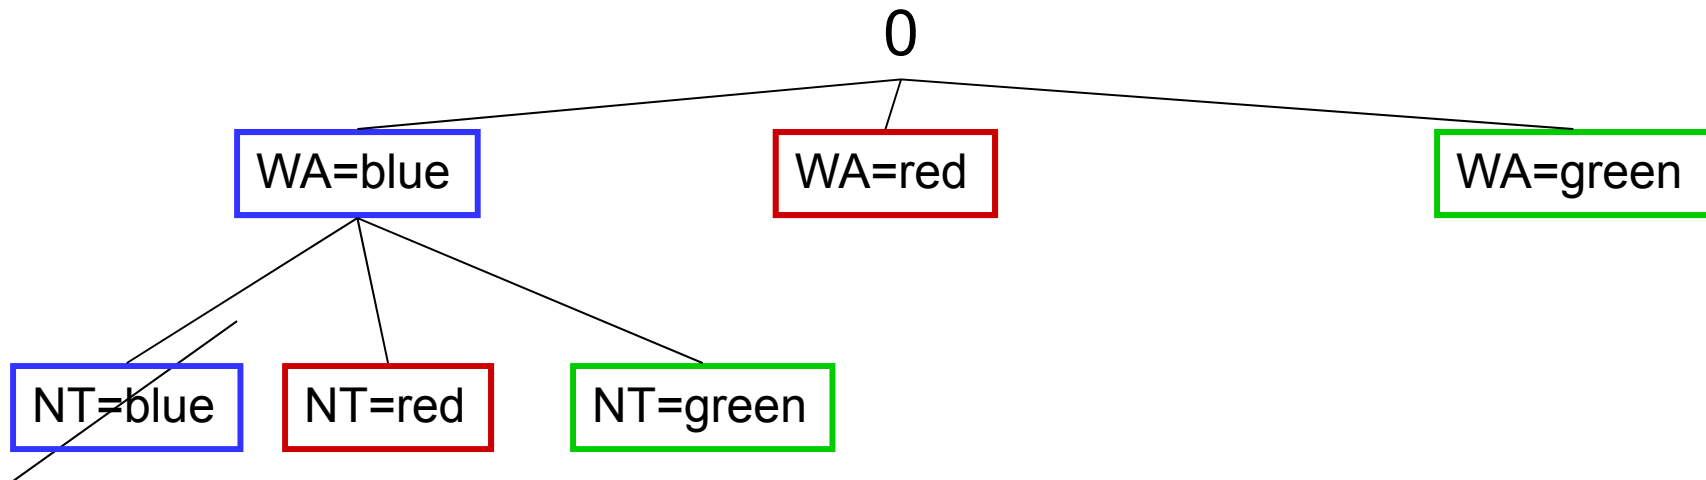 0
WA=blue
WA=red
WA=green
NT=blue
NT=red
NT=green